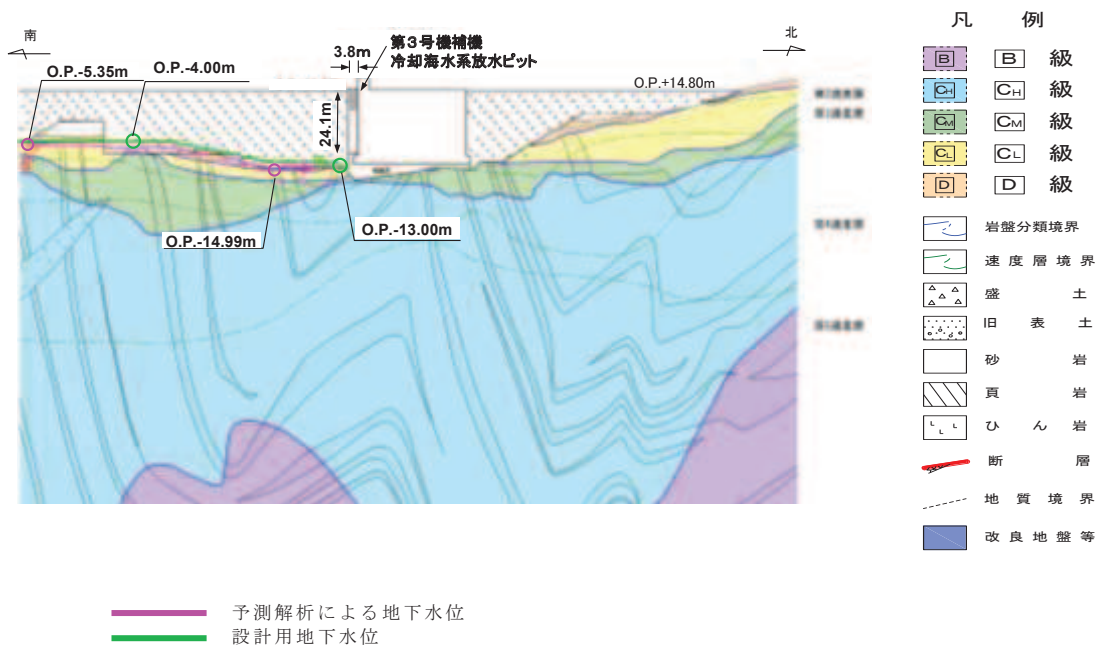 南
北
3.8m
第３号機補機
冷却海水系放水ピット
O.P.-5.35m
O.P.-4.00m
O.P.+14.80m
24.1m
O.P.-14.99m
O.P.-13.00m
凡 例
B B 級
CH CH 級
CM CM 級
CL CL 級
D D 級
岩盤分類境界
速度層境界
盛土
旧表土
砂岩
頁岩
ひん岩
断層
地質境界
改良地盤等
予測解析による地下水位
設計用地下水位